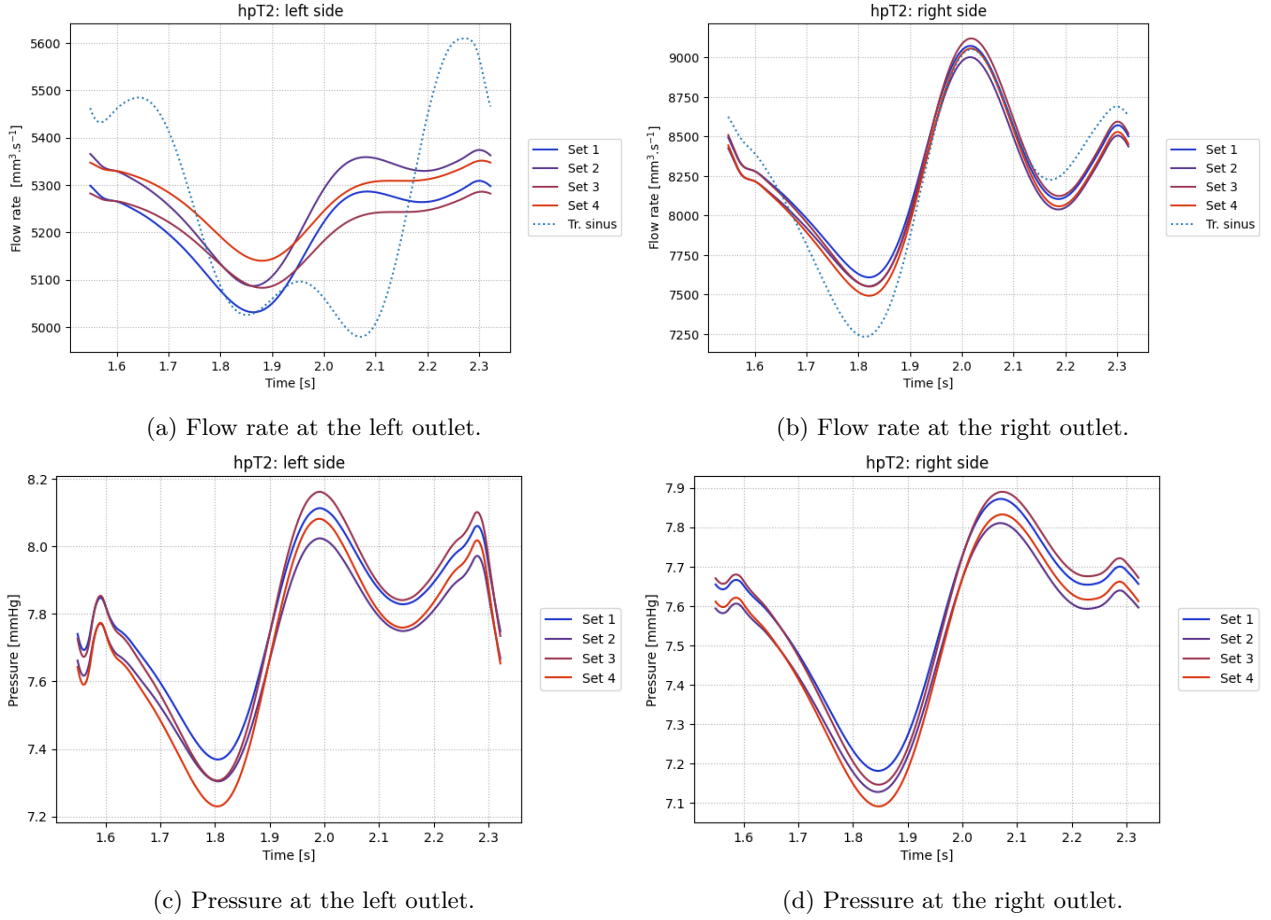 hpT2: left side
5600
5500
5400
5300
5200
5100
5000
Flow rate [mm³.s⁻¹]
1.6 1.7 1.8 1.9 2.0 2.1 2.2 2.3
Time [s]
Set 1
Set 2
Set 3
Set 4
Tr. sinus
(a) Flow rate at the left outlet.
hpT2: right side
9000
8750
8500
8250
8000
7750
7500
7250
Flow rate [mm³.s⁻¹]
1.6 1.7 1.8 1.9 2.0 2.1 2.2 2.3
Time [s]
Set 1
Set 2
Set 3
Set 4
Tr. sinus
(b) Flow rate at the right outlet.
hpT2: left side
8.2
8.0
7.8
7.6
7.4
7.2
Pressure [mmHg]
1.6 1.7 1.8 1.9 2.0 2.1 2.2 2.3
Time [s]
Set 1
Set 2
Set 3
Set 4
(c) Pressure at the left outlet.
hpT2: right side
7.9
7.8
7.7
7.6
7.5
7.4
7.3
7.2
7.1
Pressure [mmHg]
1.6 1.7 1.8 1.9 2.0 2.1 2.2 2.3
Time [s]
Set 1
Set 2
Set 3
Set 4
(d) Pressure at the right outlet.